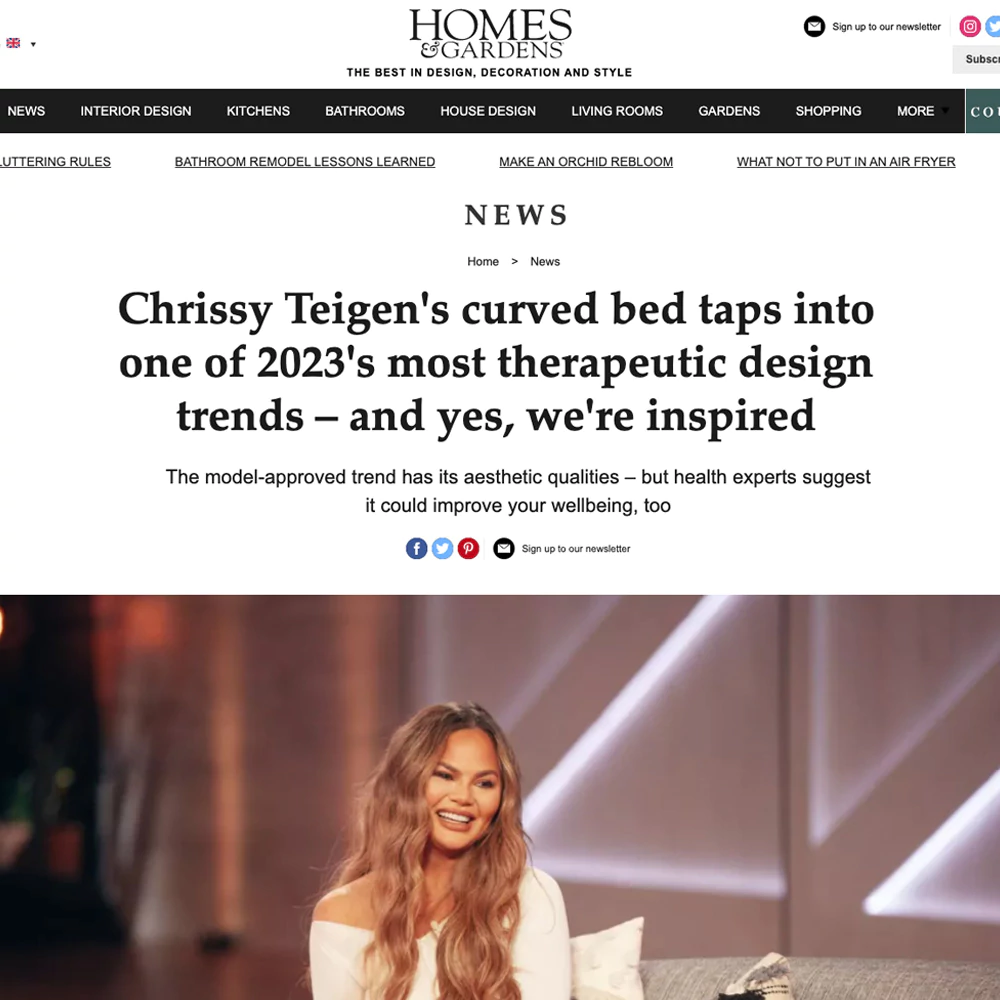 HOMES
&GARDENS
THE BEST IN DESIGN, DECORATION AND STYLE
Sign up to our newsletter
NEWS INTERIOR DESIGN KITCHENS BATHROOMS HOUSE DESIGN LIVING ROOMS GARDENS SHOPPING MORE
RULES BATHROOM REMODEL LESSONS LEARNED MAKE AN ORCHID REBLOOM WHAT NOT TO PUT IN AN AIR FRYER
NEWS
Home > News
Chrissy Teigen's curved bed taps into
one of 2023's most therapeutic design
trends – and yes, we're inspired
The model-approved trend has its aesthetic qualities – but health experts suggest
it could improve your wellbeing, too
Sign up to our newsletter